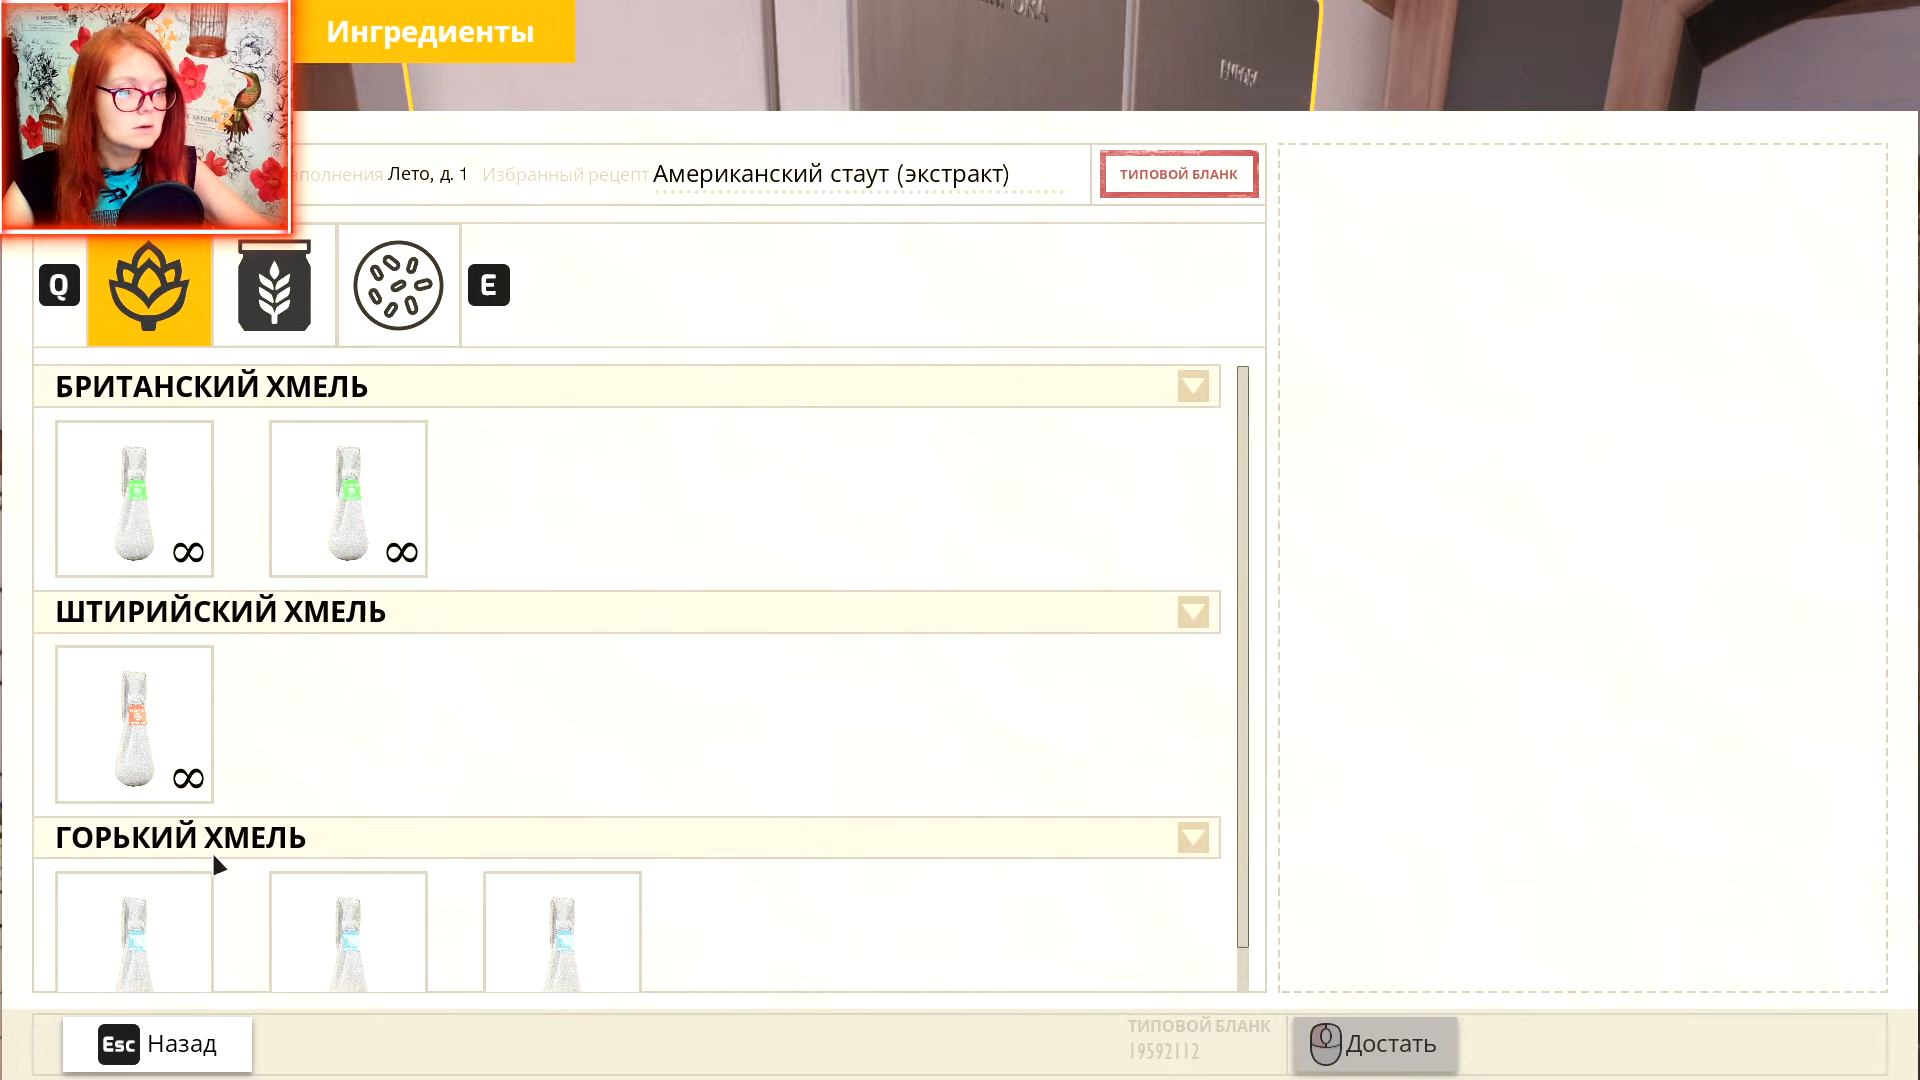 Ингредиенты
EUROPA
Лето, д. 1 Избранный рецепт Американский стаут (экстракт)
ТИПОВОЙ БЛАНК
Q
E
БРИТАНСКИЙ ХМЕЛЬ
∞
∞
ШТИРИЙСКИЙ ХМЕЛЬ
∞
ГОРЬКИЙ ХМЕЛЬ
Esc Назад
ТИПОВОЙ БЛАНК
19592112
Достать